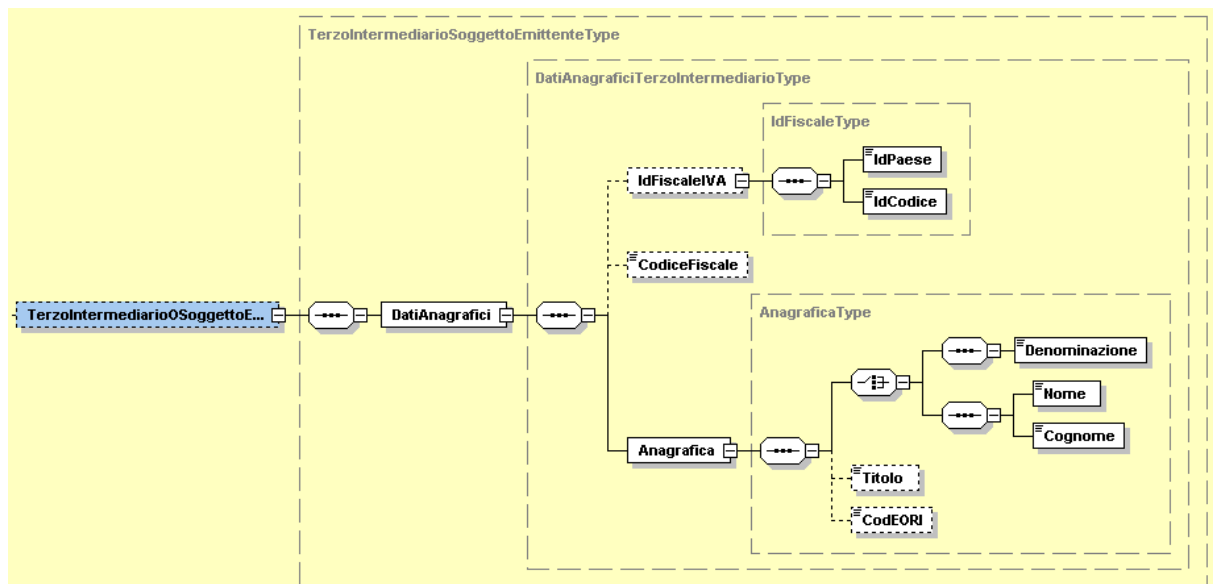 TerzoIntermediarioSoggettoEmittenteType
DatiAnagraficiTerzoIntermediarioType
IdFiscaleType
IdPaese
IdFiscaleIVA
IdCodice
CodiceFiscale
TerzoIntermediarioOSoggettoE...
DatiAnagrafici
AnagraficaType
Denominazione
Nome
Cognome
Anagrafica
Titolo
CodEORI